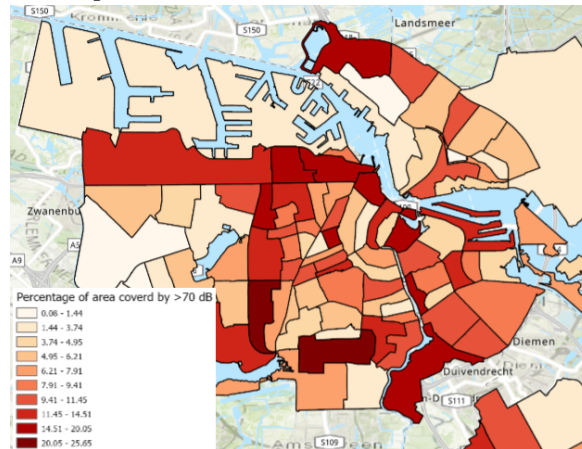 S150
Landsmeer
S150
Zwanenbu
A5
A9
Percentage of area coverd by >70 dB
0.08 - 1.44
1.44 - 3.74
3.74 - 4.95
4.95 - 6.21
6.21 - 7.91
7.91 - 9.41
9.41 - 11.45
11.45 - 14.51
14.51 - 20.05
20.05 - 25.65
Diemen
Duivendrecht
S111
S109